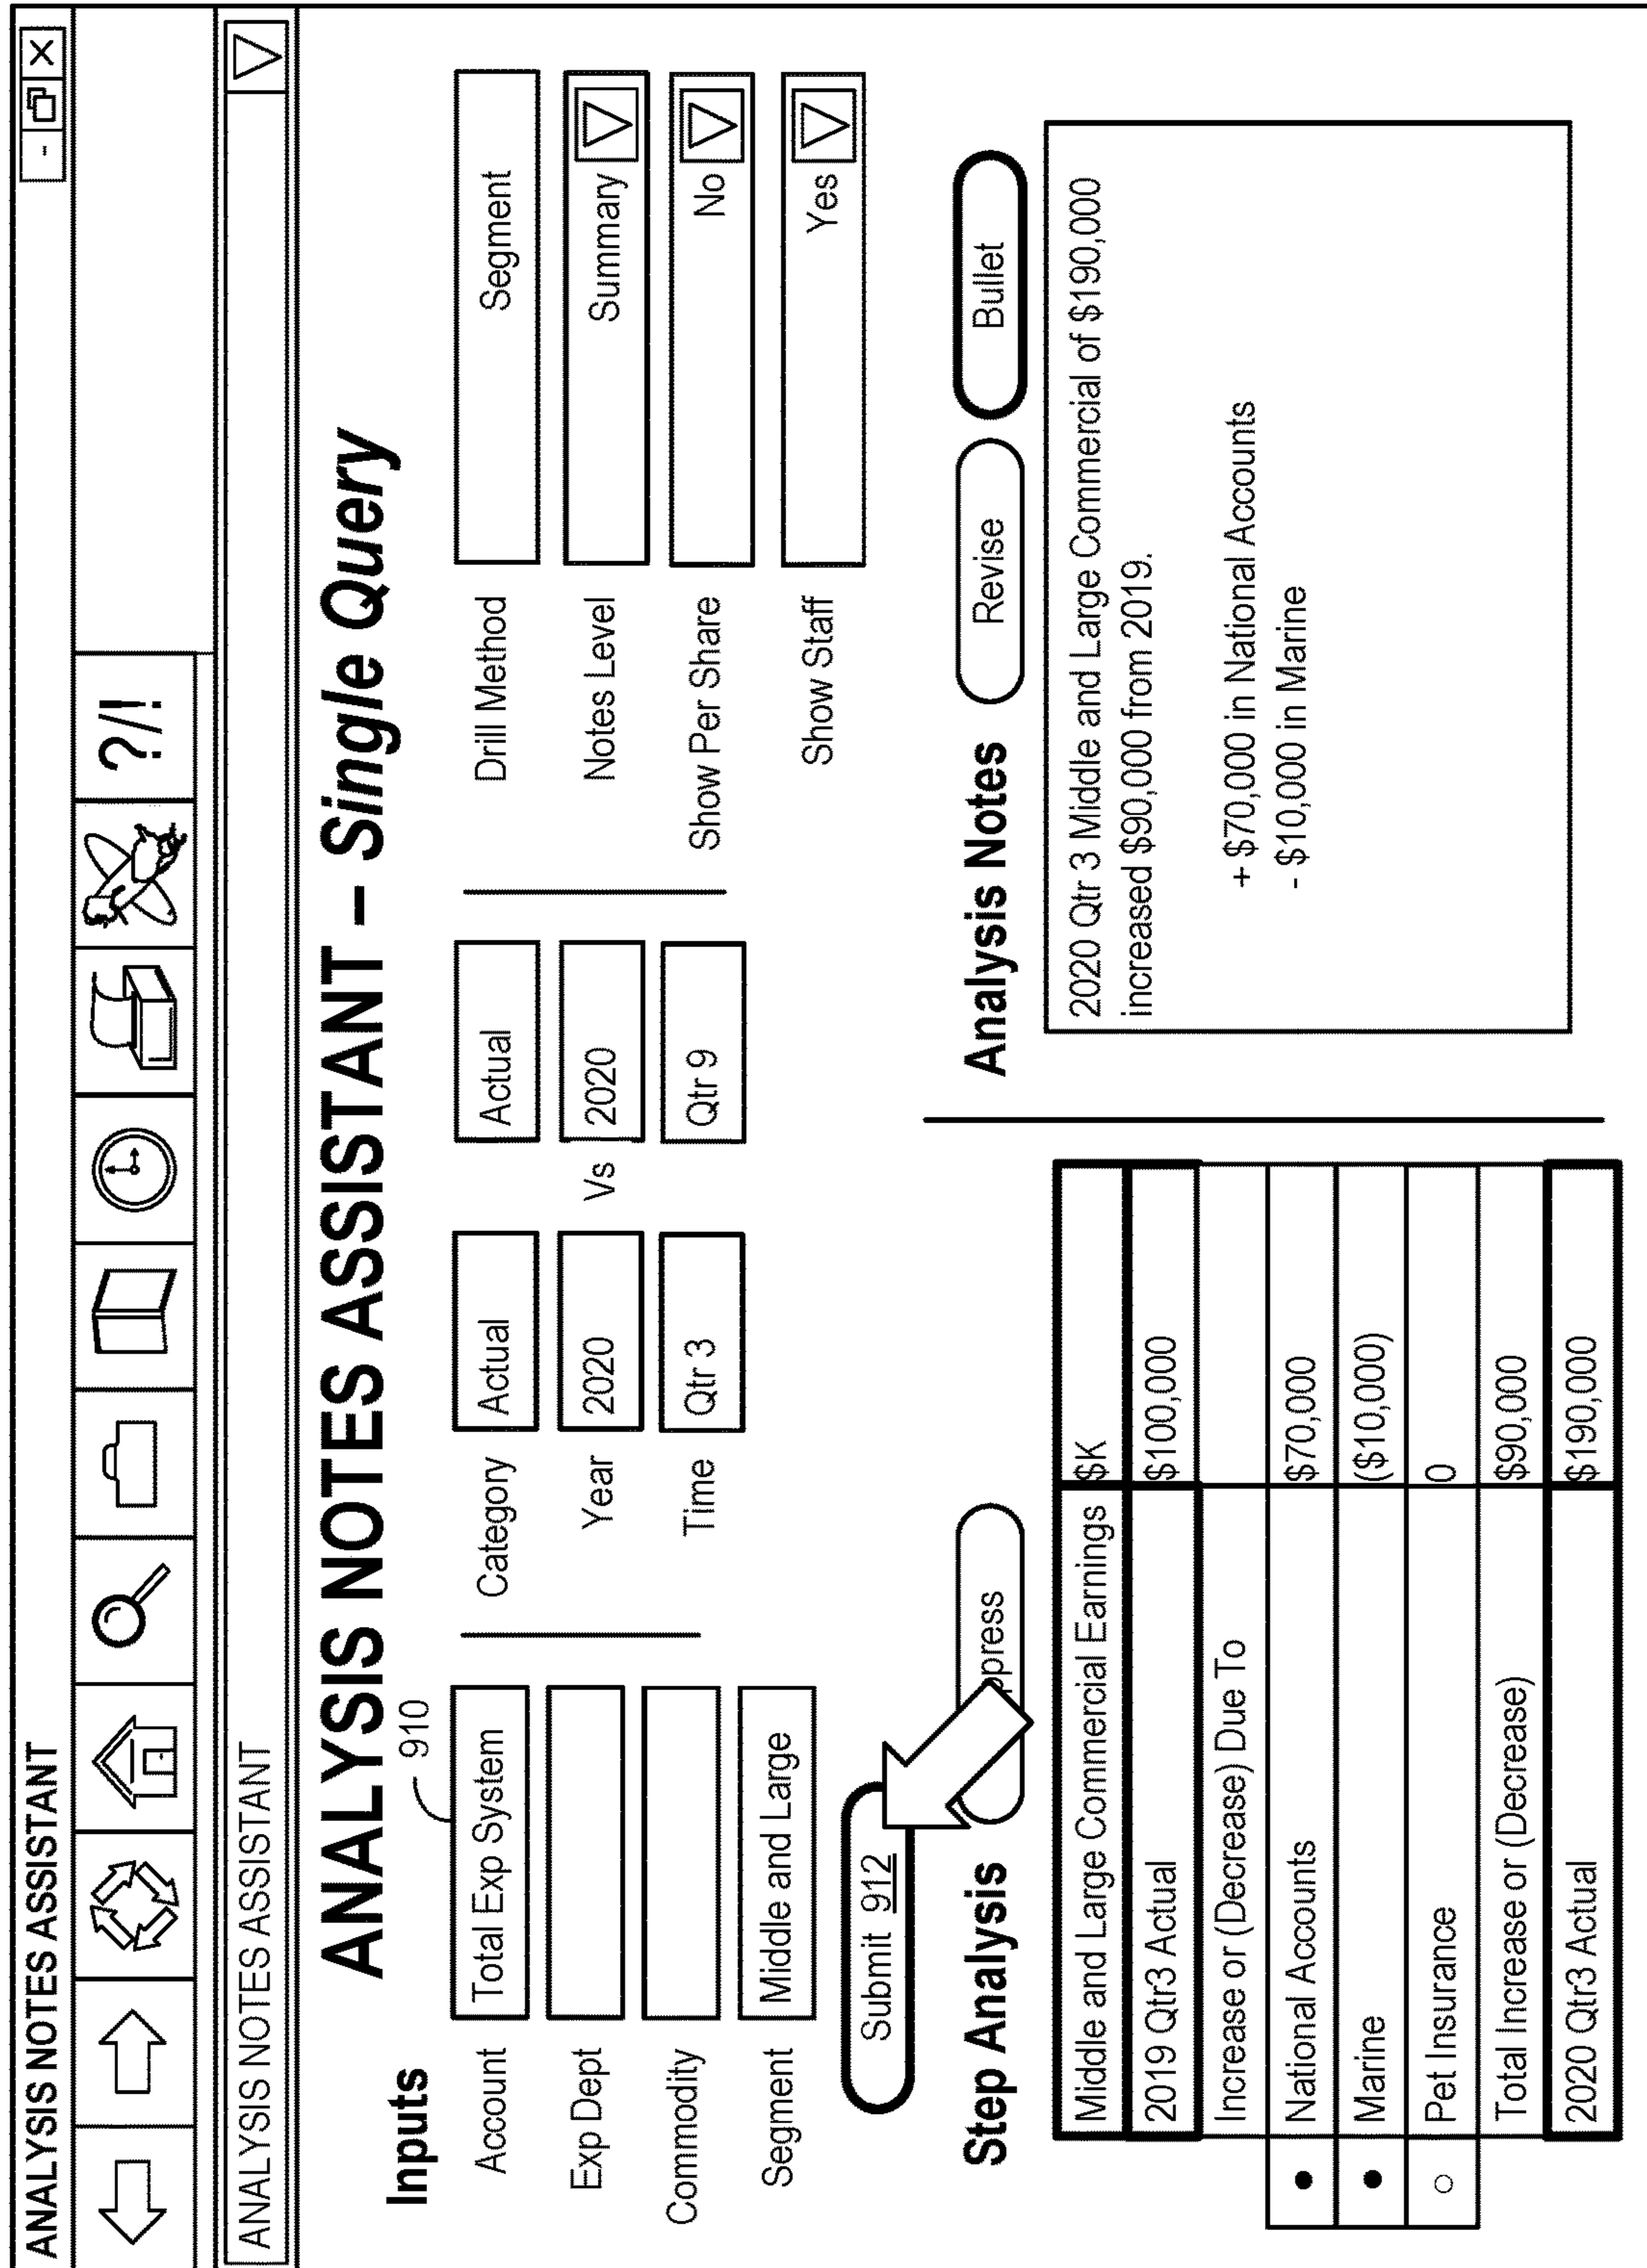 ANALYSIS NOTES ASSISTANT
- X
?/!
ANALYSIS NOTES ASSISTANT
ANALYSIS NOTES ASSISTANT – Single Query
Inputs
910
Account Total Exp System
Exp Dept
Commodity
Segment Middle and Large
Category Actual Actual
Year 2020 Vs 2020
Time Qtr 3 Qtr 9
Drill Method Segment
Notes Level Summary
Show Per Share No
Show Staff Yes
Submit 912
Step Analysis
ppress
Middle and Large Commercial Earnings $K
2019 Qtr3 Actual $100,000
Increase or (Decrease) Due To
● National Accounts $70,000
● Marine ($10,000)
○ Pet Insurance 0
Total Increase or (Decrease) $90,000
2020 Qtr3 Actual $190,000
Analysis Notes
Revise
Bullet
2020 Qtr 3 Middle and Large Commercial of $190,000
increased $90,000 from 2019.
+ $70,000 in National Accounts
- $10,000 in Marine